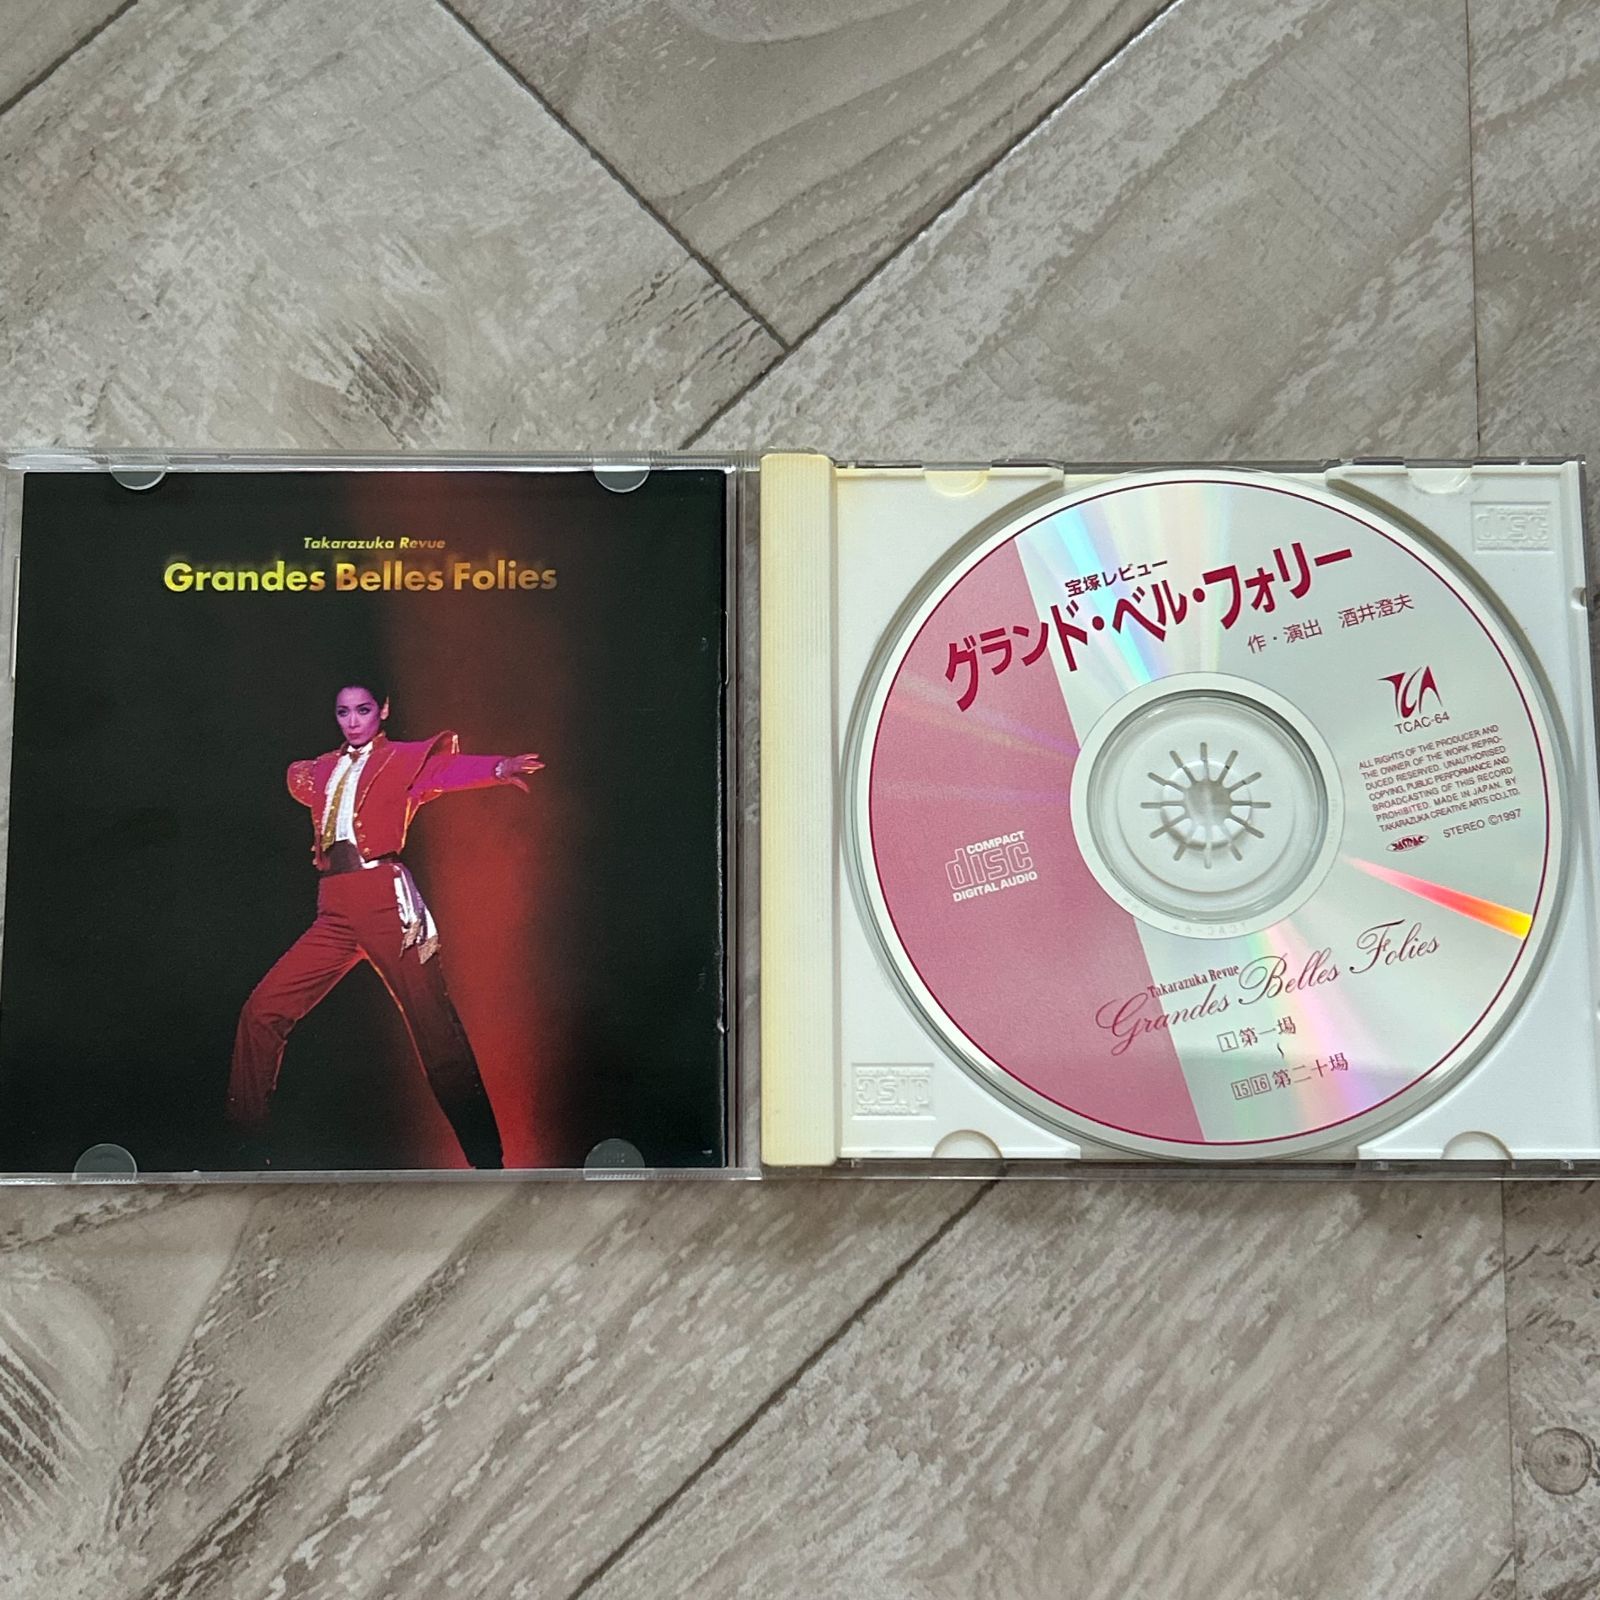 Takarazuka Revue
Grandes Belles Folies
宝塚レビュー
グランド・ベル・フォリー
作・演出 酒井澄夫
TCA
TCAC-64
ALL RIGHTS OF THE PRODUCER AND
THE OWNER OF THE WORK REPRO-
DUCED RESERVED. UNAUTHORISED
COPYING, PUBLIC PERFORMANCE AND
BROADCASTING OF THIS RECORD
PROHIBITED. MADE IN JAPAN. BY
TAKARAZUKA CREATIVE ARTS CO.,LTD.
JASRAC
STEREO ©1997
COMPACT
disc
DIGITAL AUDIO
Takarazuka Revue
Grandes Belles Folies
1 第一場
〜
15 16 第二十場